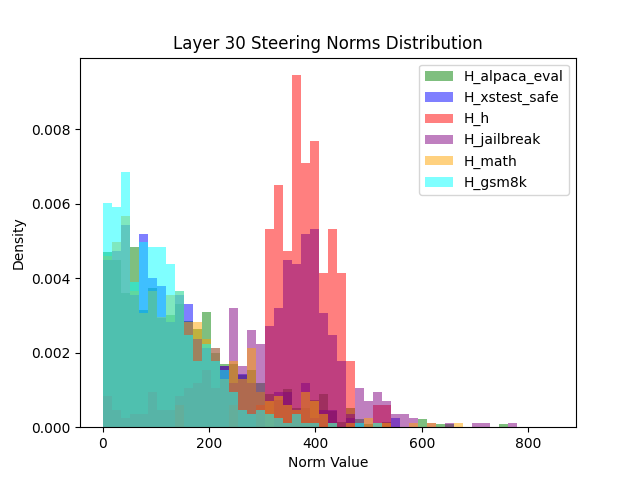 Layer 30 Steering Norms Distribution
H_alpaca_eval
H_xstest_safe
H_h
H_jailbreak
H_math
H_gsm8k
Density
0.008
0.006
0.004
0.002
0.000
0
200
400
600
800
Norm Value